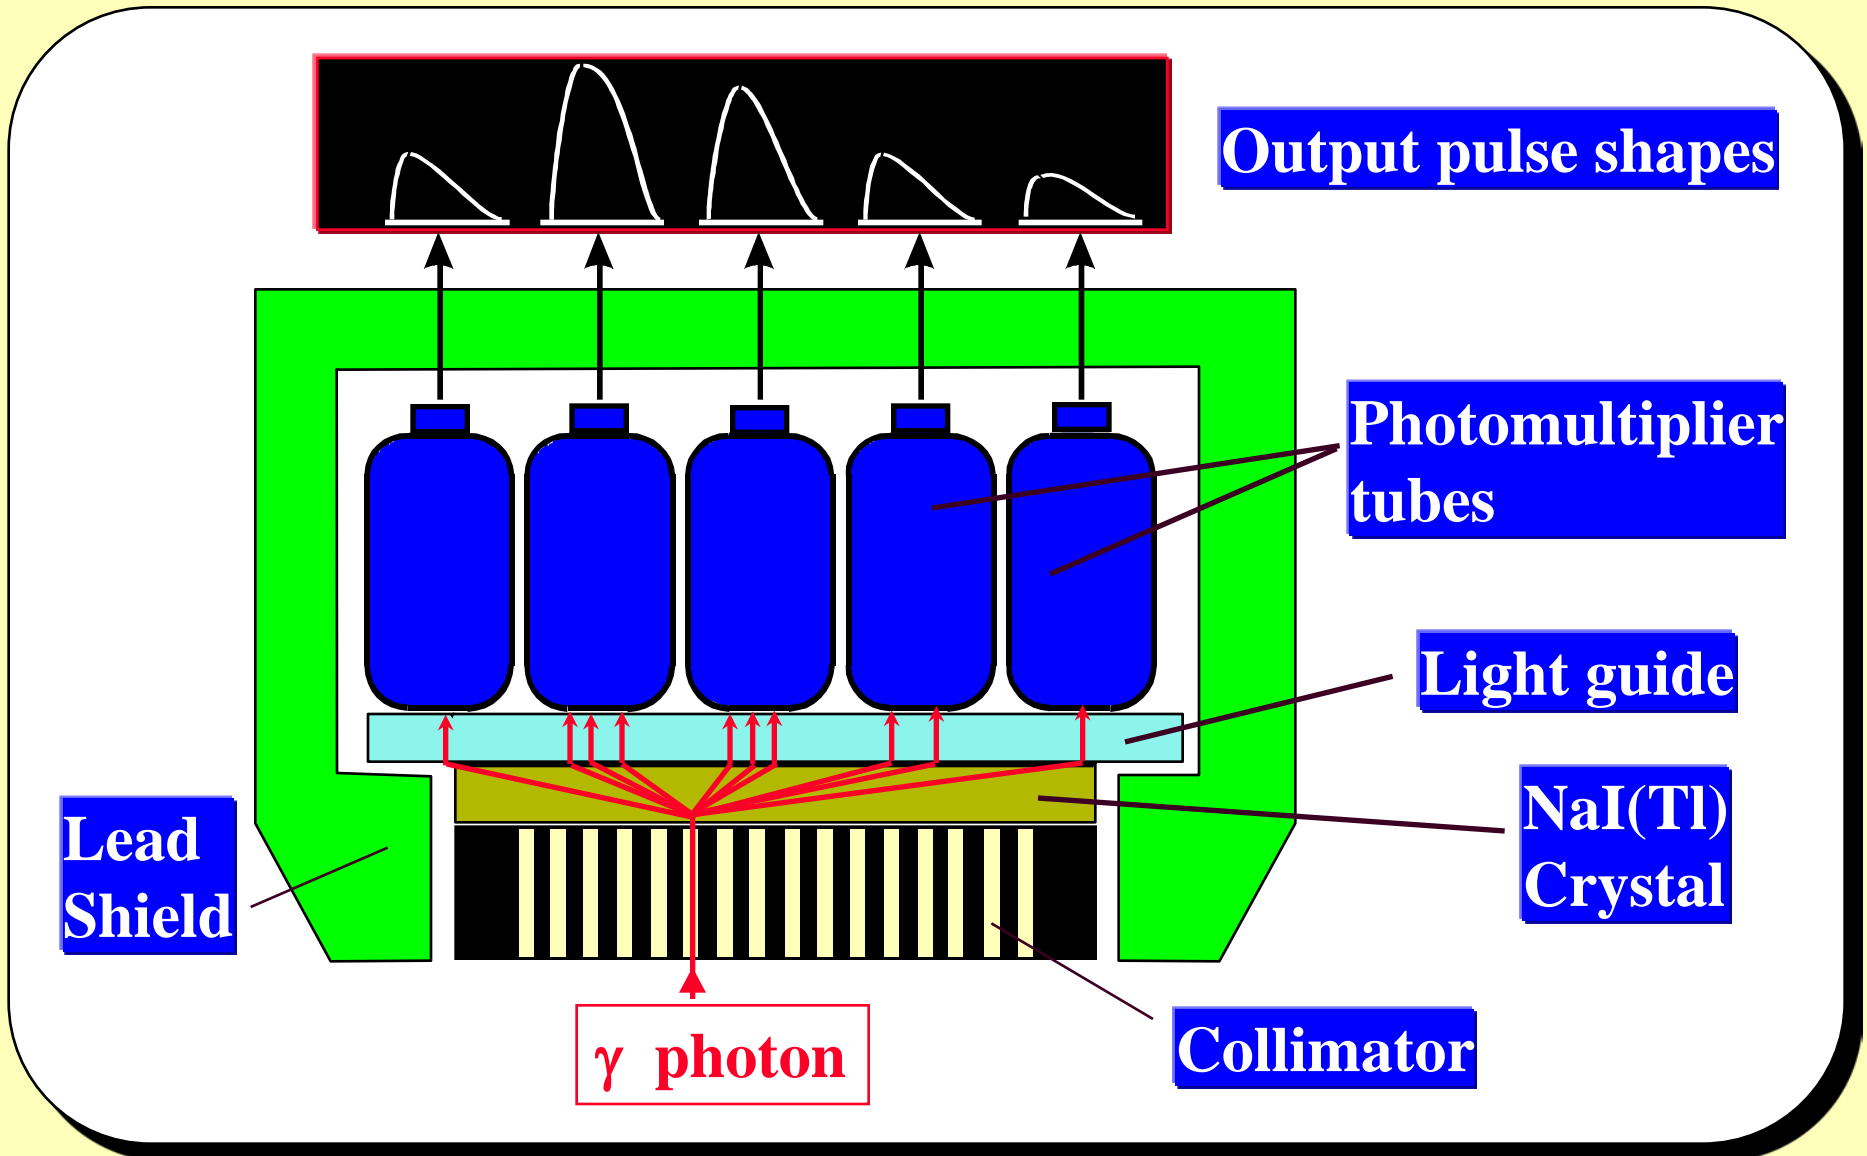 Output pulse shapes
Photomultiplier
tubes
Light guide
NaI(Tl)
Crystal
Lead
Shield
Collimator
γ photon